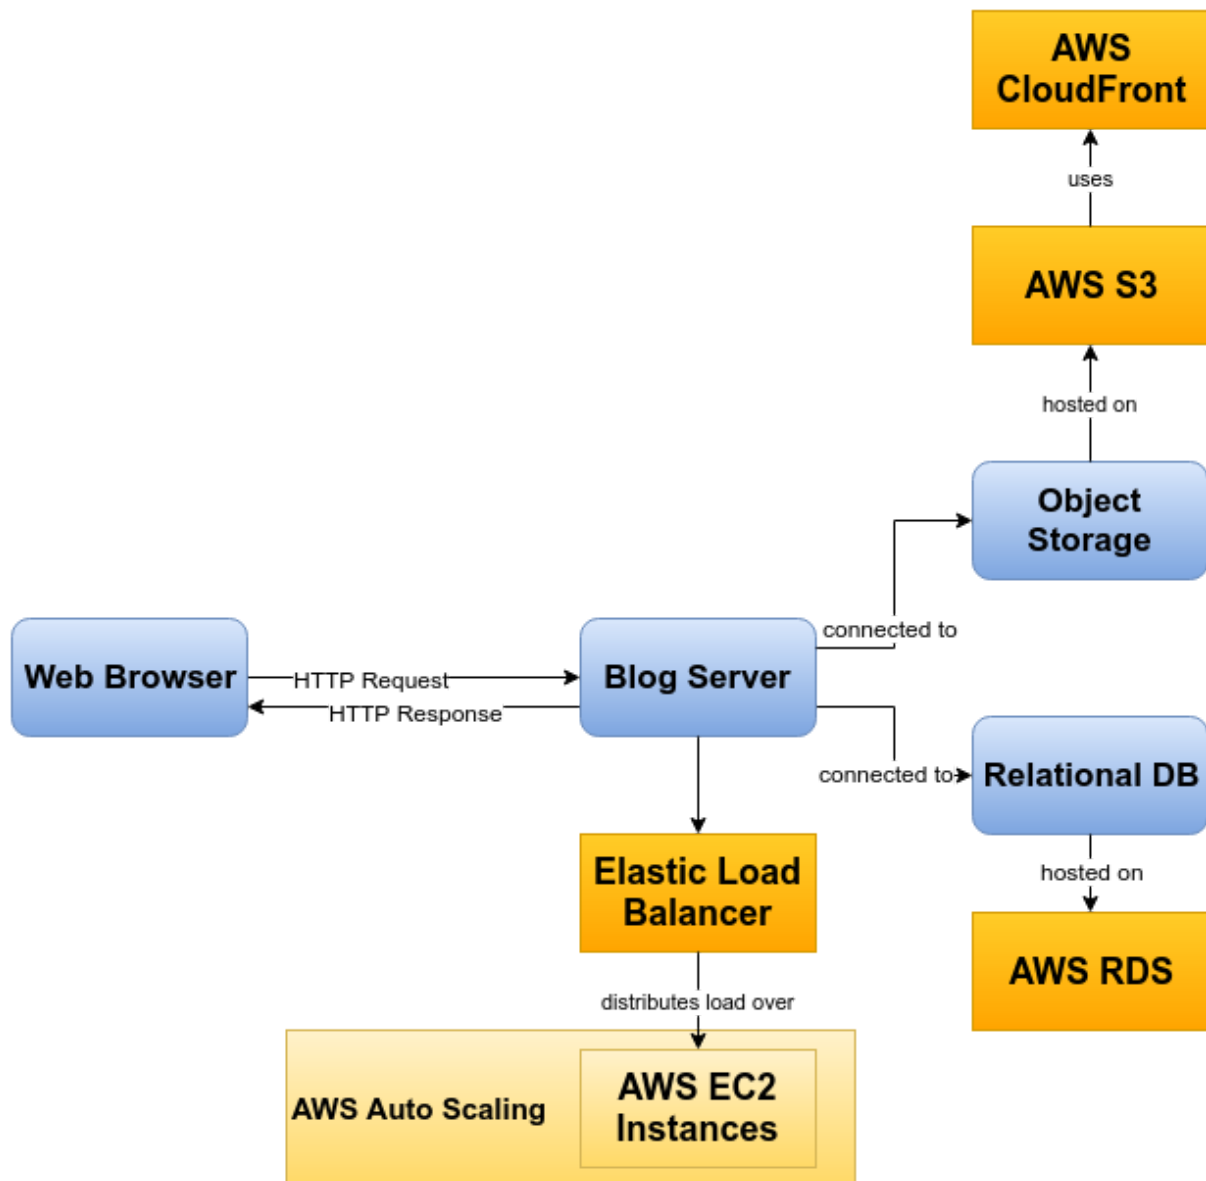 AWS
CloudFront
uses
AWS S3
hosted on
Object
Storage
connected to
Web Browser
HTTP Request
HTTP Response
Blog Server
connected to
Relational DB
hosted on
AWS RDS
Elastic Load
Balancer
distributes load over
AWS Auto Scaling
AWS EC2
Instances